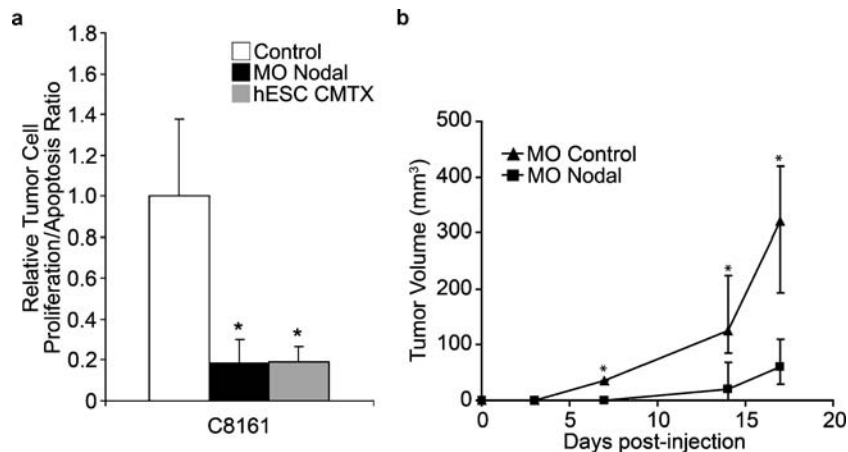 a
Relative Tumor Cell
Proliferation/Apoptosis Ratio
1.8
1.6
1.4
1.2
1.0
0.8
0.6
0.4
0.2
0
Control
MO Nodal
hESC CMTX
*
*
C8161
b
Tumor Volume (mm³)
500
400
300
200
100
0
MO Control
MO Nodal
*
*
*
0
5
10
15
20
Days post-injection